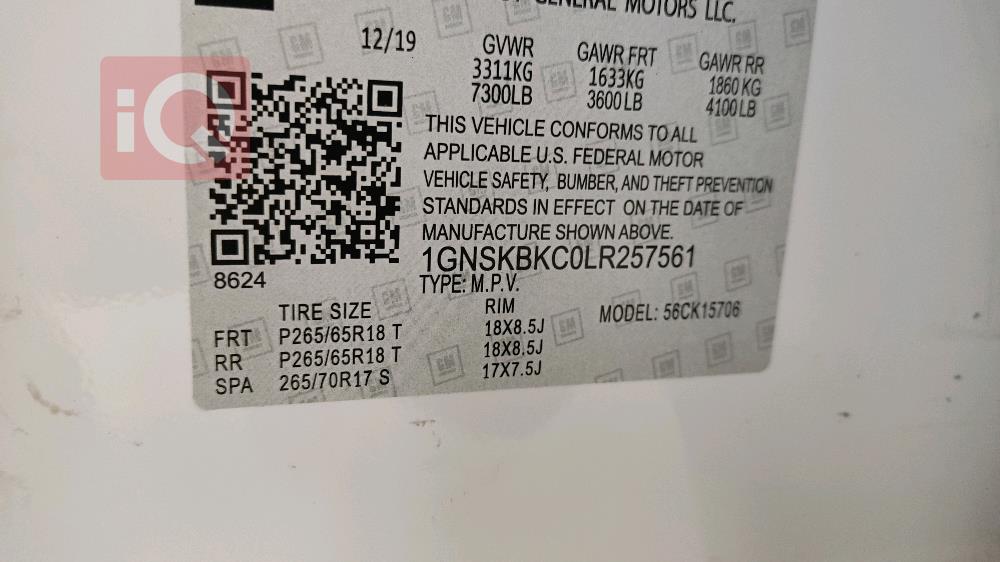 GENERAL MOTORS LLC.
12/19
GVWR GAWR FRT GAWR RR
3311KG 1633KG 1860 KG
7300LB 3600 LB 4100 LB
iQ
THIS VEHICLE CONFORMS TO ALL
APPLICABLE U.S. FEDERAL MOTOR
VEHICLE SAFETY, BUMBER, AND THEFT PREVENTION
STANDARDS IN EFFECT ON THE DATE OF
MANUFACTURE SHOWN ABOVE.
1GNSKBKC0LR257561
8624
TYPE: M.P.V.
TIRE SIZE RIM MODEL: 56CK15706
FRT P265/65R18 T 18X8.5J
RR P265/65R18 T 18X8.5J
SPA 265/70R17 S 17X7.5J